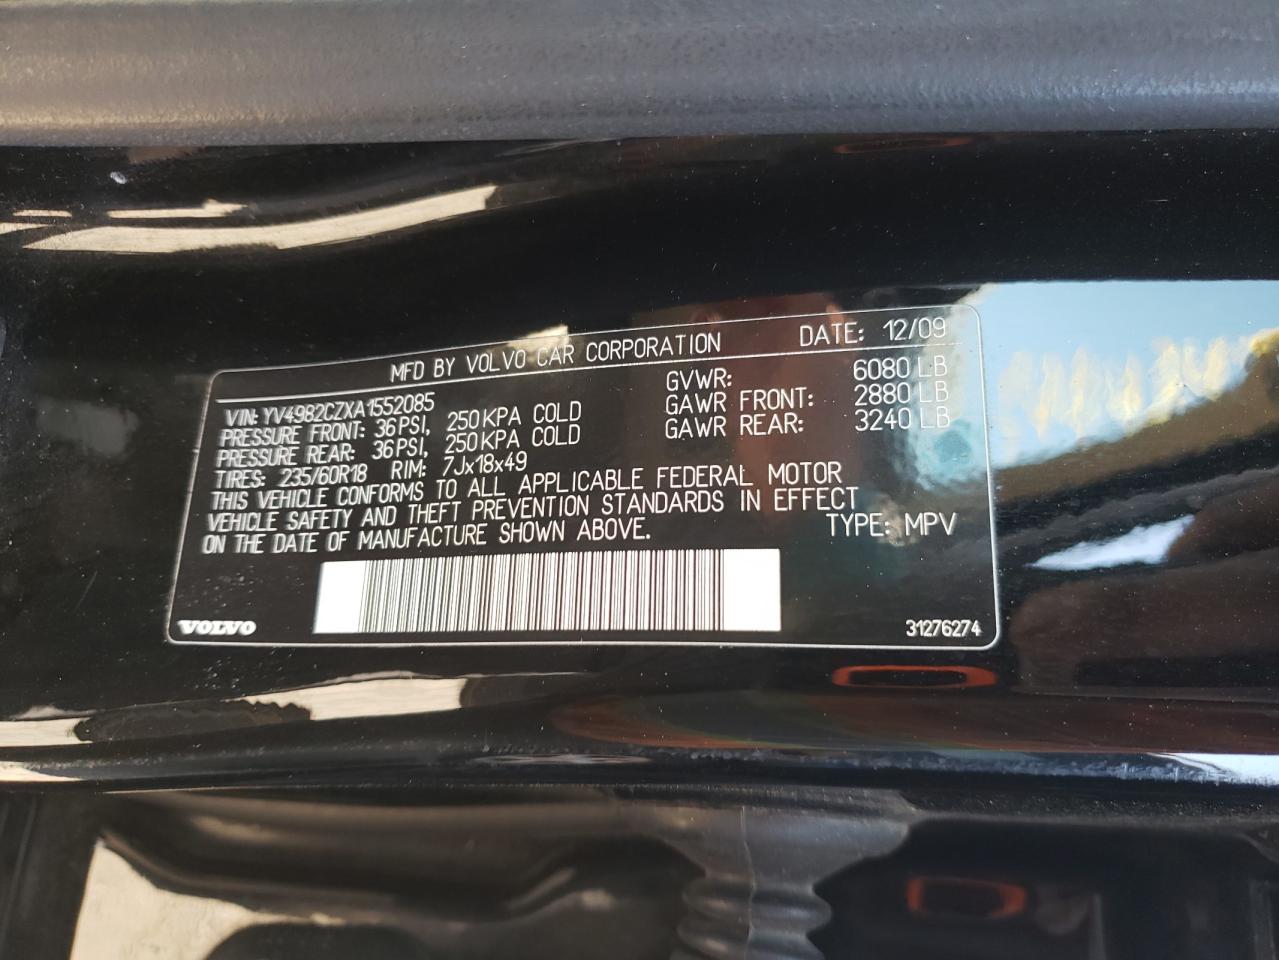 MFD BY VOLVO CAR CORPORATION DATE: 12/09
VIN: YV4982CZXA1552085 GVWR: 6080 LB
PRESSURE FRONT: 36PSI, 250KPA COLD GAWR FRONT: 2880 LB
PRESSURE REAR: 36PSI, 250KPA COLD GAWR REAR: 3240 LB
TIRES: 235/60R18 RIM: 7Jx18x49
THIS VEHICLE CONFORMS TO ALL APPLICABLE FEDERAL MOTOR
VEHICLE SAFETY AND THEFT PREVENTION STANDARDS IN EFFECT
ON THE DATE OF MANUFACTURE SHOWN ABOVE. TYPE: MPV
VOLVO 31276274